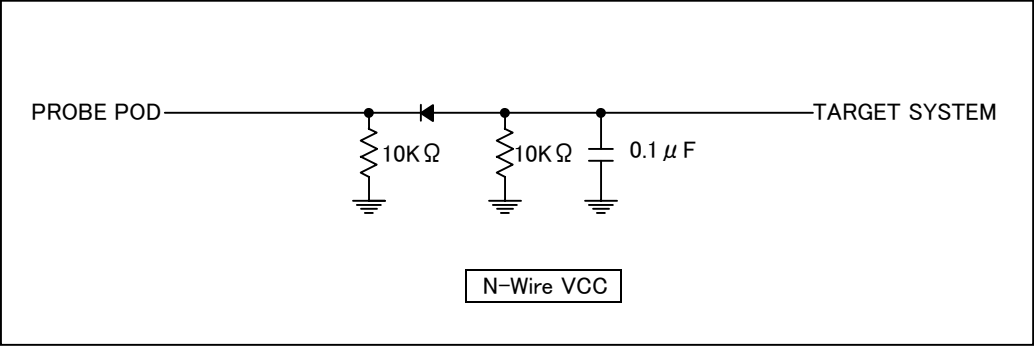 PROBE POD
TARGET SYSTEM
10KΩ
10KΩ
0.1μF
N-Wire VCC